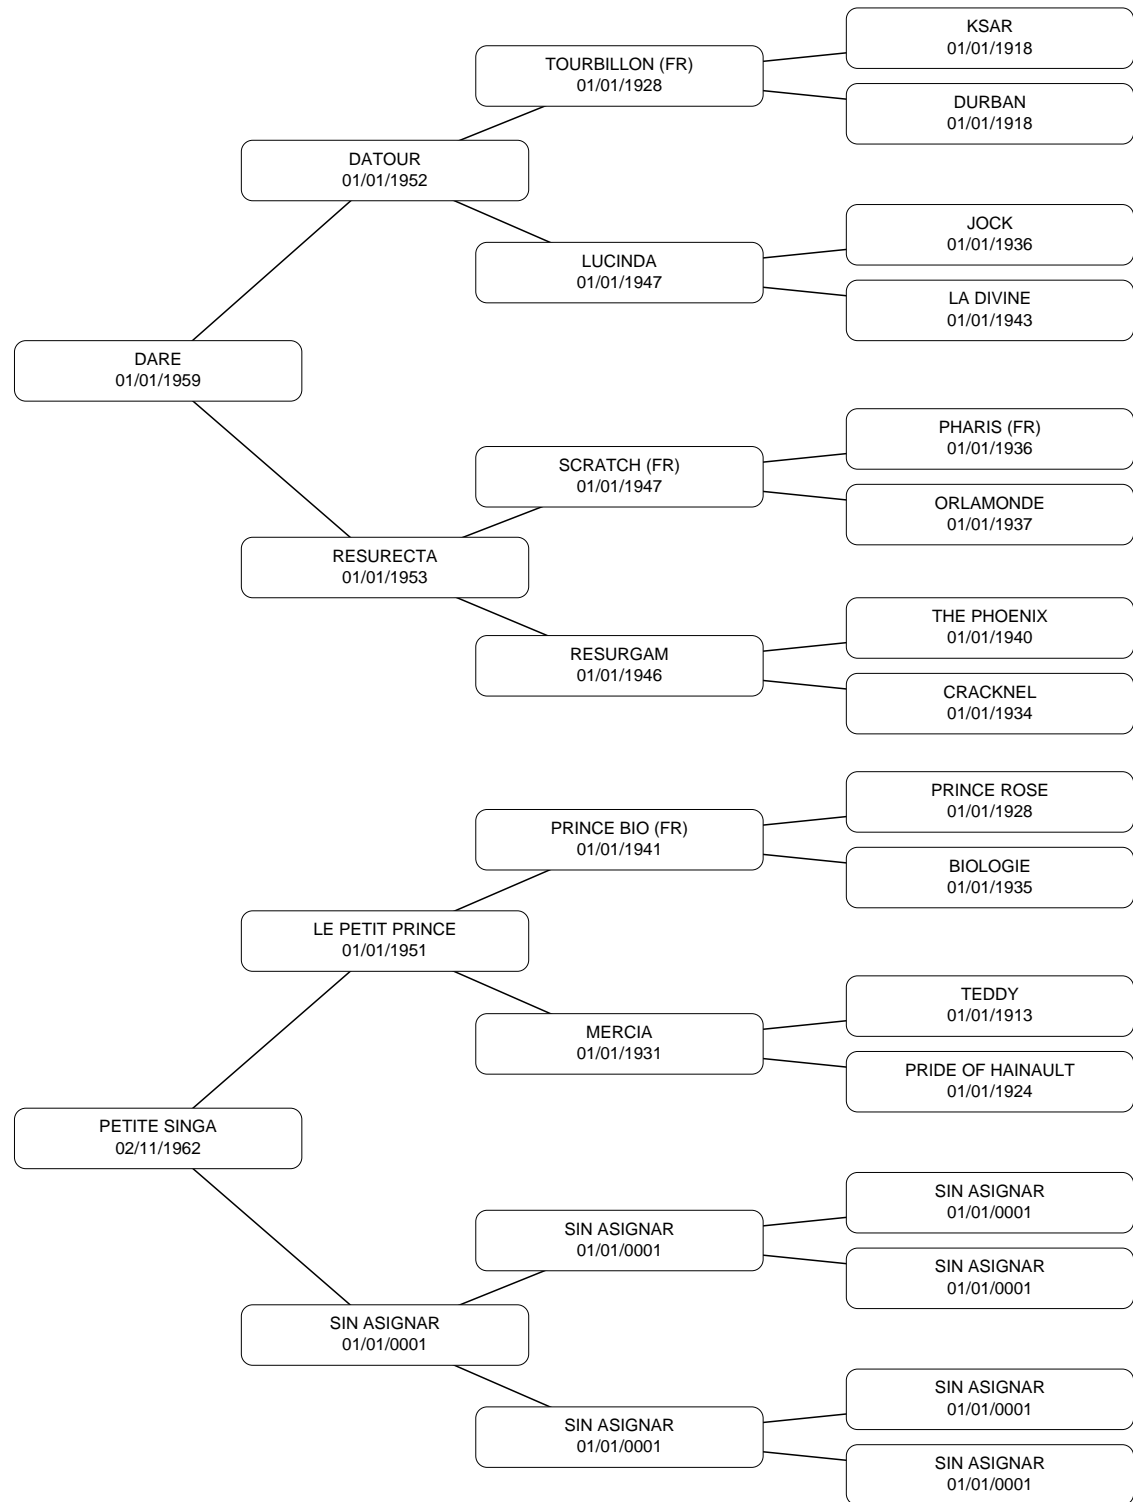 KSAR
01/01/1918
TOURBILLON (FR)
01/01/1928
DURBAN
01/01/1918
DATOUR
01/01/1952
JOCK
01/01/1936
LUCINDA
01/01/1947
LA DIVINE
01/01/1943
DARE
01/01/1959
PHARIS (FR)
01/01/1936
SCRATCH (FR)
01/01/1947
ORLAMONDE
01/01/1937
RESURECTA
01/01/1953
THE PHOENIX
01/01/1940
RESURGAM
01/01/1946
CRACKNEL
01/01/1934
PRINCE ROSE
01/01/1928
PRINCE BIO (FR)
01/01/1941
BIOLOGIE
01/01/1935
LE PETIT PRINCE
01/01/1951
TEDDY
01/01/1913
MERCIA
01/01/1931
PRIDE OF HAINAULT
01/01/1924
PETITE SINGA
02/11/1962
SIN ASIGNAR
01/01/0001
SIN ASIGNAR
01/01/0001
SIN ASIGNAR
01/01/0001
SIN ASIGNAR
01/01/0001
SIN ASIGNAR
01/01/0001
SIN ASIGNAR
01/01/0001
SIN ASIGNAR
01/01/0001